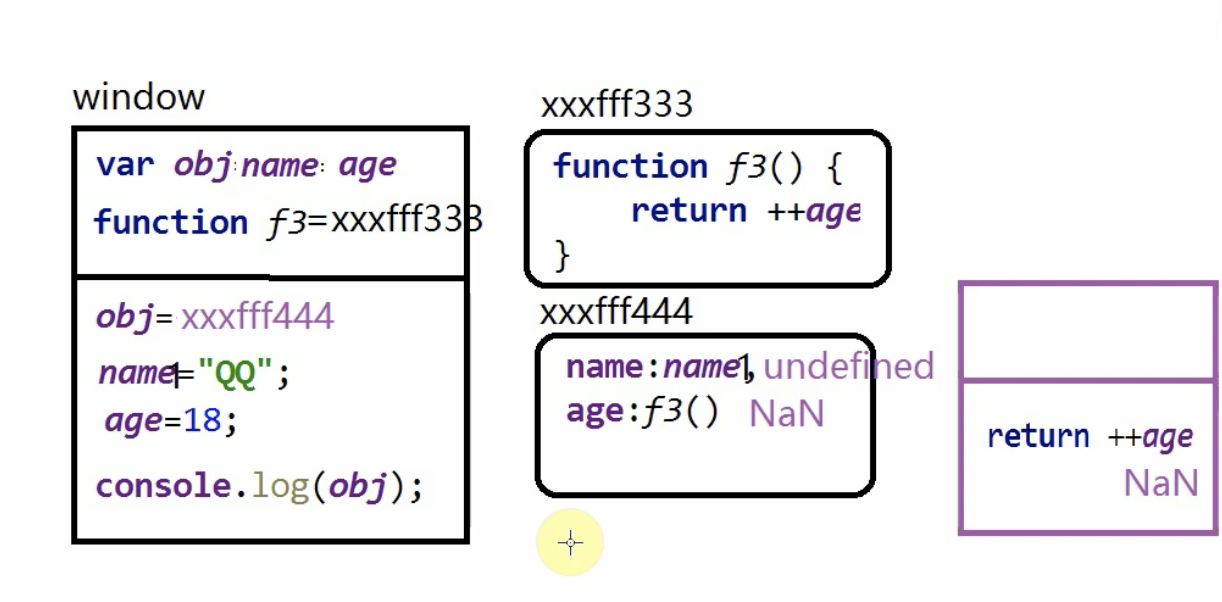 window
var obj name age
function f3=xxxfff333
obj= xxxfff444
name1="QQ";
age=18;
console.log(obj);
xxxfff333
function f3() {
return ++age
}
xxxfff444
name:name1, undefined
age:f3() NaN
return ++age
NaN